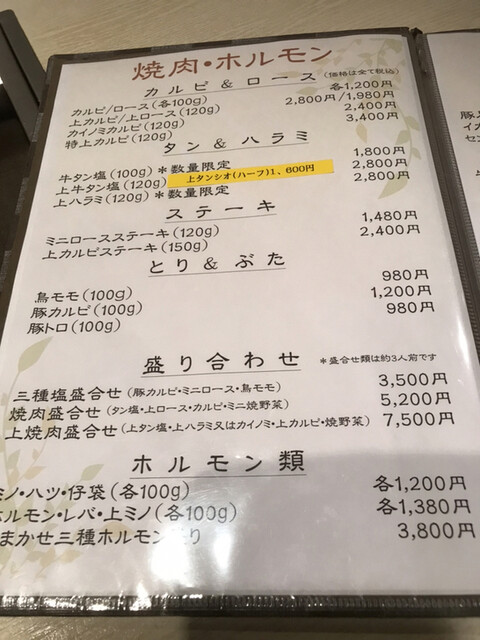 焼肉・ホルモン
カルビ&ロース (価格は全て税込)
カルビ/ロース(各100g) 各1,200円
上カルビ/上ロース(120g) 2,800円/1,980円
カイノミカルビ(120g) 2,400円
特上カルビ(120g) 3,400円
タン&ハラミ
牛タン塩(100g)*数量限定 1,800円
上牛タン塩(120g) 上タンシオ(ハーフ)1、600円 2,800円
上ハラミ(120g)*数量限定 2,800円
ステーキ
ミニロースステーキ(120g) 1,480円
上カルビステーキ(150g) 2,400円
とり&ぶた
鳥モモ(100g) 980円
豚カルビ(100g) 1,200円
豚トロ(100g) 980円
盛り合わせ *盛合せ類は約3人前です
三種塩盛合せ(豚カルビ・ミニロース・鳥モモ) 3,500円
焼肉盛合せ(タン塩・上ロース・カルビ・ミニ焼野菜) 5,200円
上焼肉盛合せ(上タン塩・上ハラミ又はカイノミ・上カルビ・焼野菜) 7,500円
ホルモン類
ミノ・ハツ・仔袋(各100g) 各1,200円
ホルモン・レバ・上ミノ(各100g) 各1,380円
まかせ三種ホルモン り 3,800円